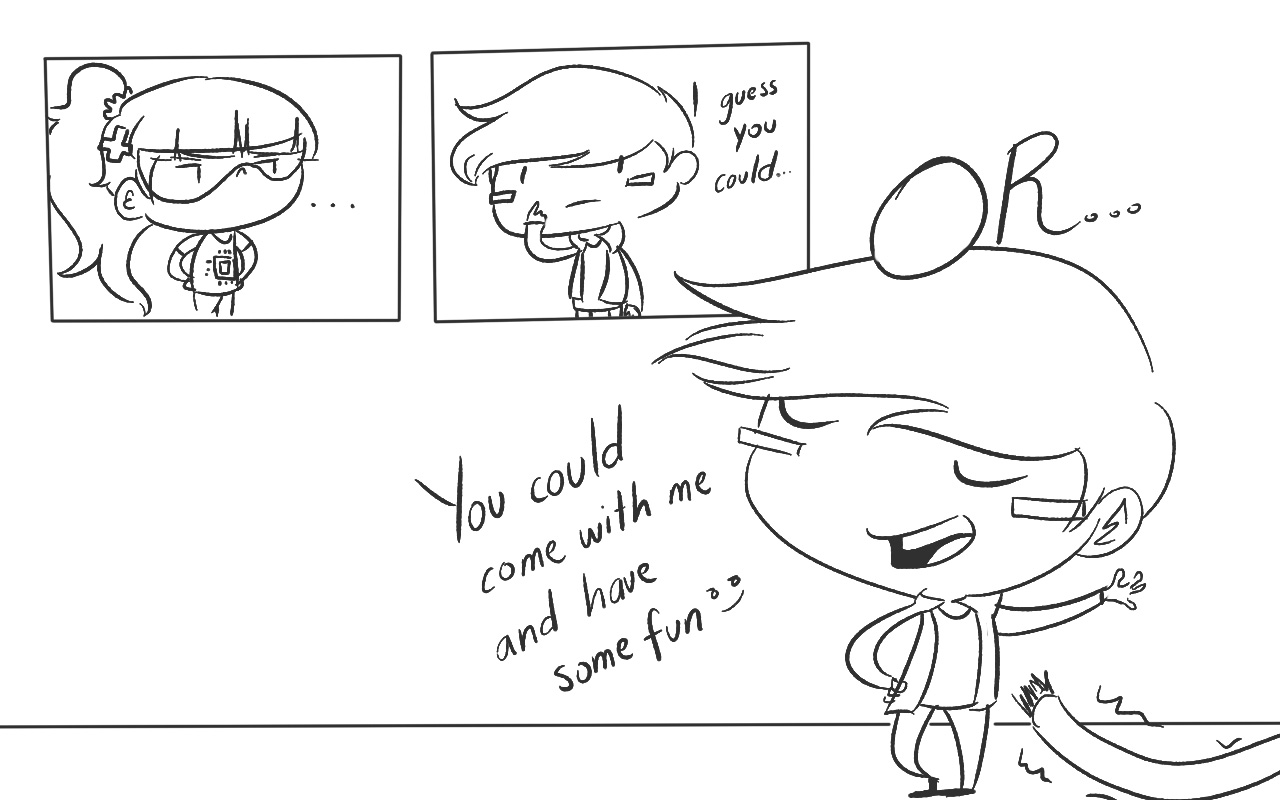 ...
I guess
you
could...
OR...
You could
come with me
and have
some fun